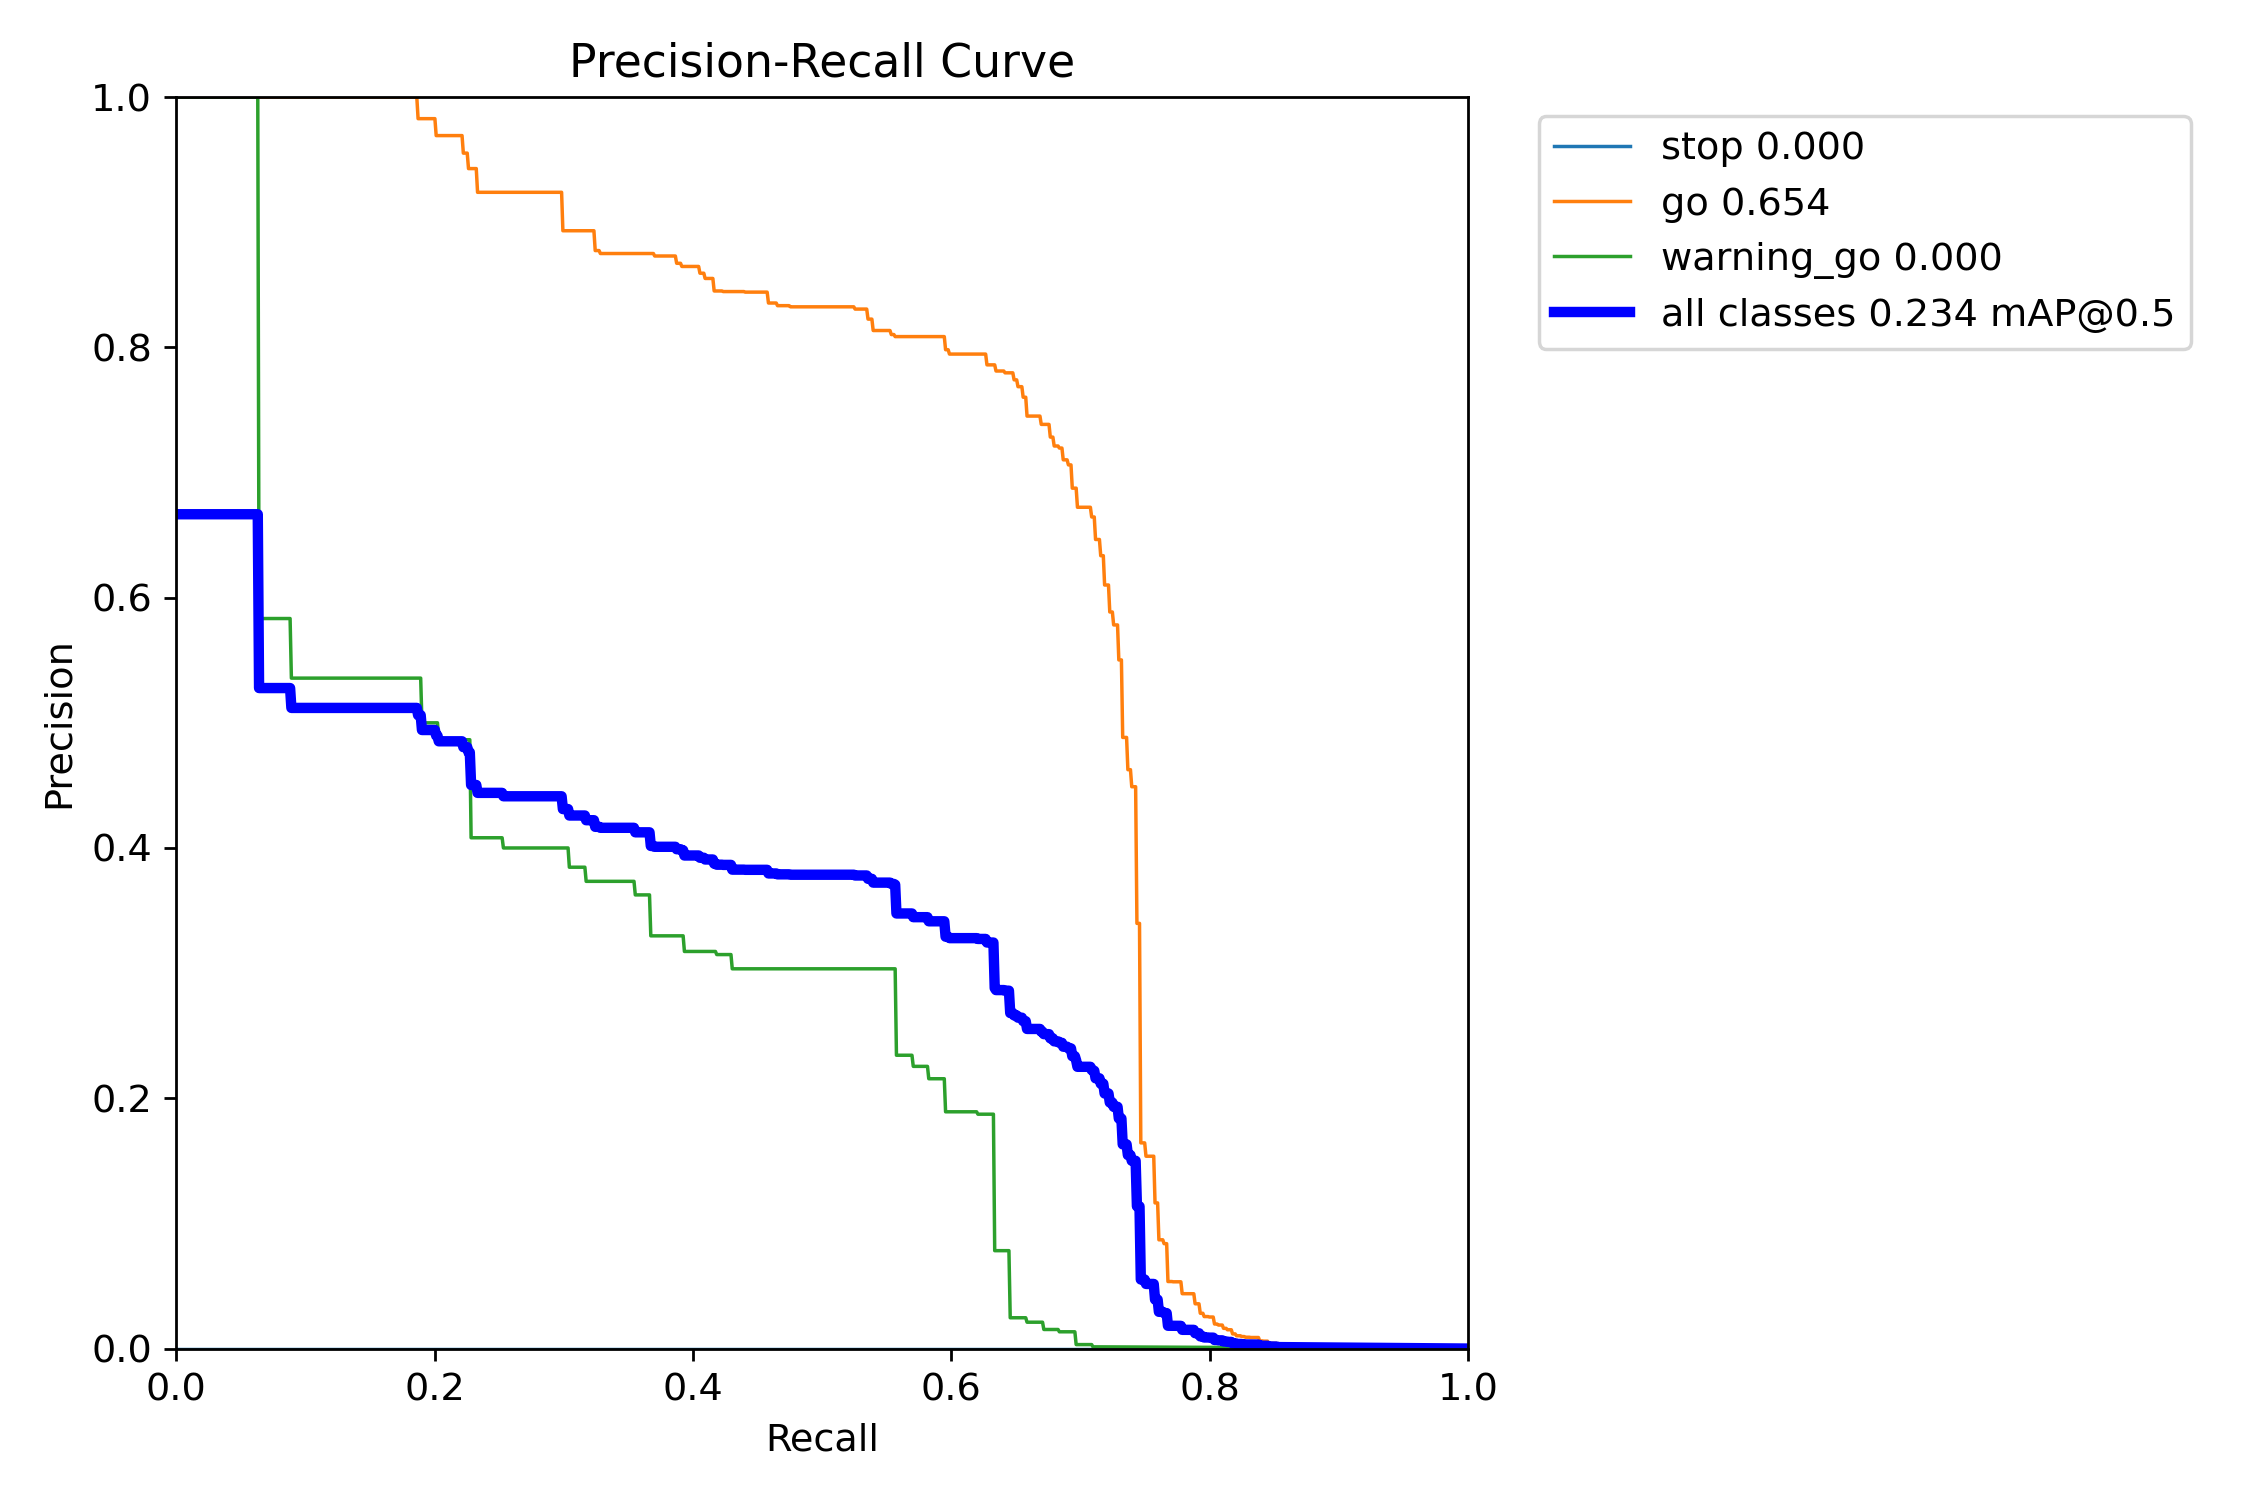 Precision-Recall Curve
1.0
0.8
0.6
0.4
0.2
0.0
Precision
0.0 0.2 0.4 0.6 0.8 1.0
Recall
stop 0.000
go 0.654
warning_go 0.000
all classes 0.234 mAP@0.5